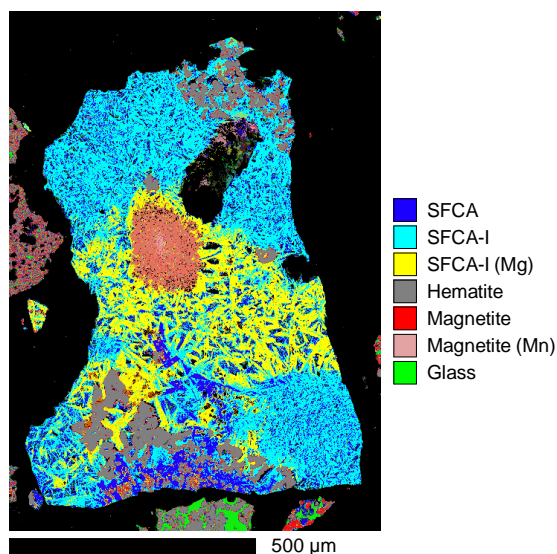 SFCA
SFCA-I
SFCA-I (Mg)
Hematite
Magnetite
Magnetite (Mn)
Glass
500 µm